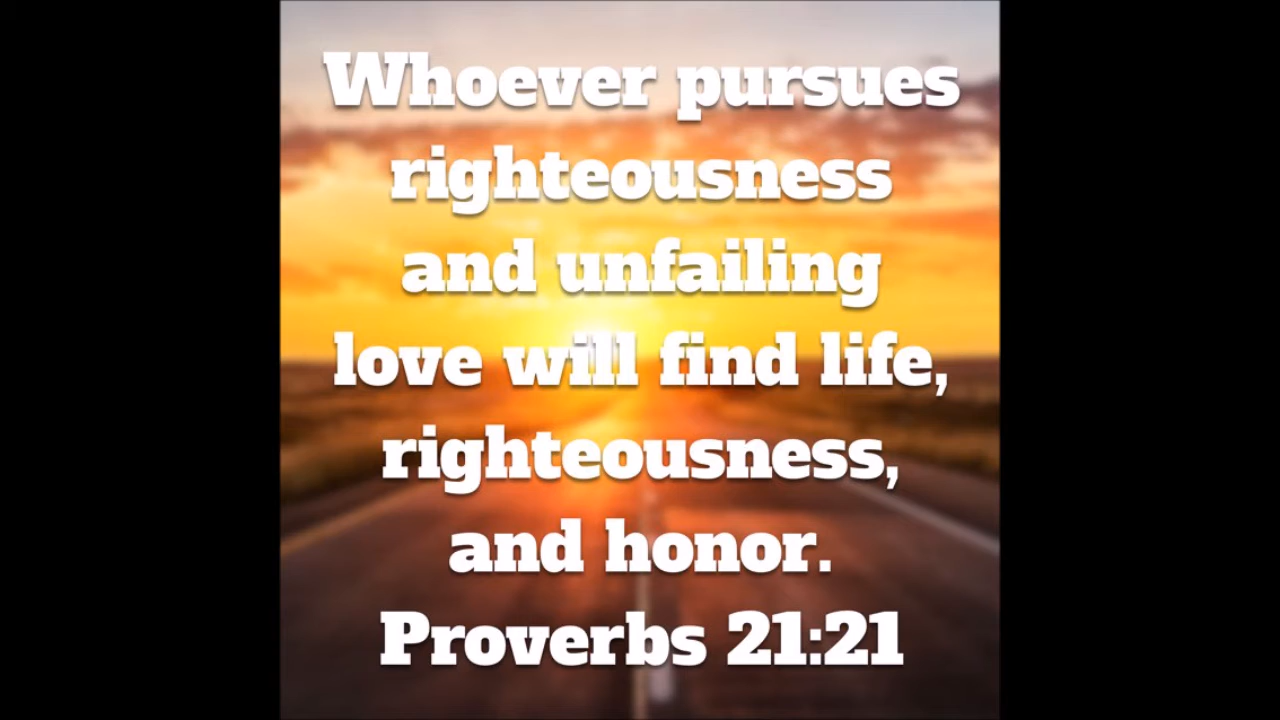 Whoever pursues
righteousness
and unfailing
love will find life,
righteousness,
and honor.
Proverbs 21:21